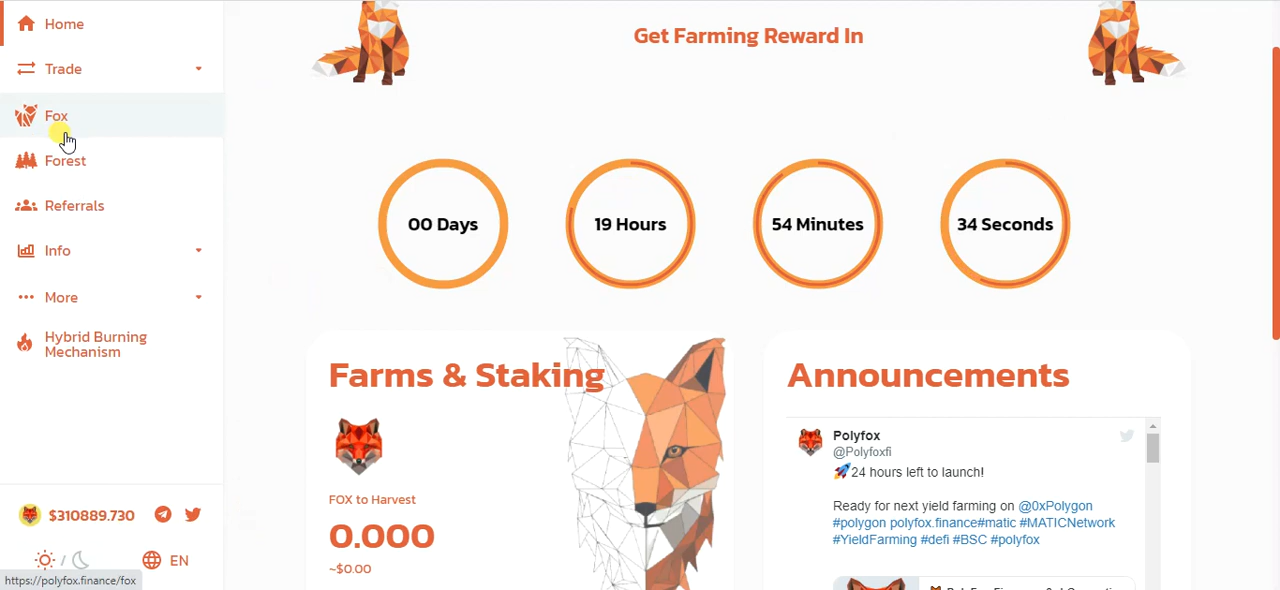 Home
Trade
Fox
Forest
Referrals
Info
More
Hybrid Burning
Mechanism
$310889.730
EN
https://polyfox.finance/fox
Get Farming Reward In
00 Days
19 Hours
54 Minutes
34 Seconds
Farms & Staking
FOX to Harvest
0.000
~$0.00
Announcements
Polyfox
@Polyfoxfi
🚀24 hours left to launch!
Ready for next yield farming on @0xPolygon
#polygon polyfox.finance#matic #MATICNetwork
#YieldFarming #defi #BSC #polyfox